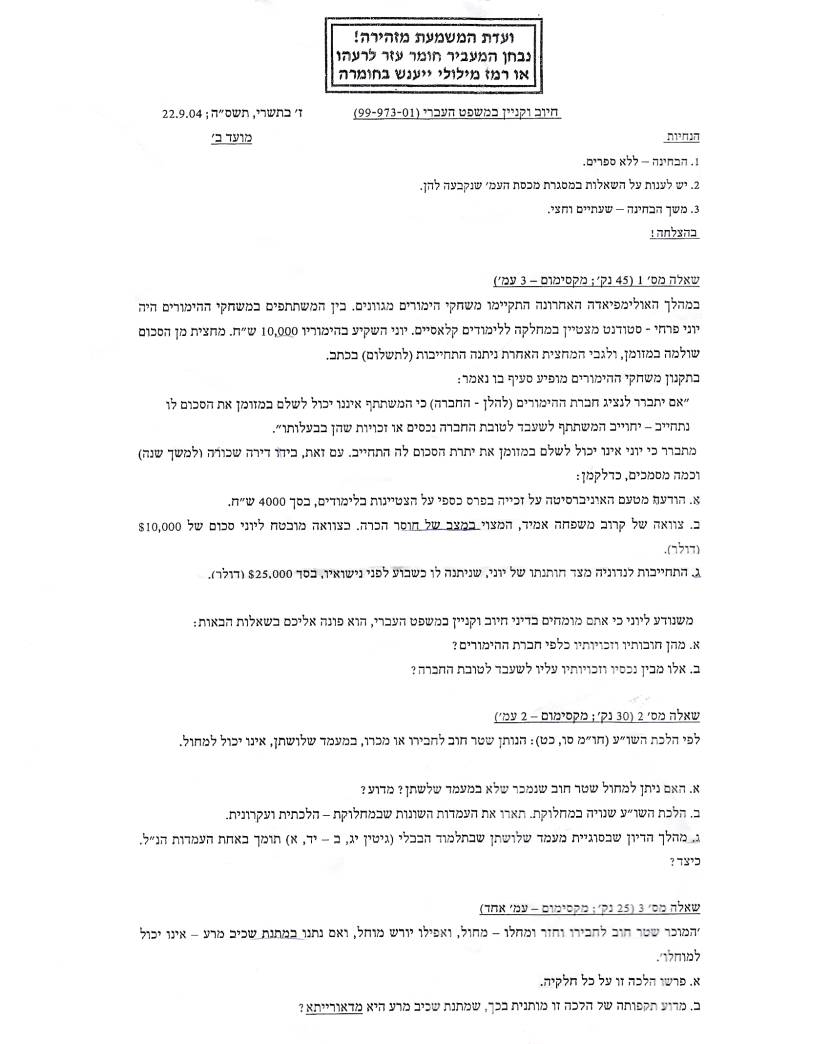 ועדת המשמעת מזהירה!
נבחן המעביר חומר עזר לרעהו
או רמז מילולי ייענש בחומרה
חיוב וקניין במשפט העברי (99-973-01) ז׳ בתשרי, תשס״ה; 22.9.04
מועד ב׳
הנחיות
1. הבחינה – ללא ספרים.
2. יש לענות על השאלות במסגרת מכסת העמ׳ שנקבעה להן.
3. משך הבחינה – שעתיים וחצי.
בהצלחה!
שאלה מס׳ 1 (45 נק׳; מקסימום – 3 עמ׳)
במהלך האולימפיאדה האחרונה התקיימו משחקי הימורים מגוונים. בין המשתתפים במשחקי ההימורים היה
יוני פרחי - סטודנט מצטיין במחלקה ללימודים קלאסיים. יוני השקיע בהימוריו 10,000 ש״ח. מחצית מן הסכום
שולמה במזומן, ולגבי המחצית האחרת ניתנה התחייבות (לתשלום) בכתב.
בתקנון משחקי ההימורים מופיע סעיף בו נאמר:
״אם יתברר לנציג חברת ההימורים (להלן - החברה) כי המשתתף איננו יכול לשלם במזומן את הסכום לו
נתחייב – יחוייב המשתתף לשעבד לטובת החברה נכסים או זכויות שהן בבעלותו״.
מתברר כי יוני אינו יכול לשלם במזומן את יתרת הסכום לה התחייב. עם זאת, בידו דירה שכורה (למשך שנה)
וכמה מסמכים, כדלקמן:
א. הודעה מטעם האוניברסיטה על זכייה בפרס כספי על הצטיינות בלימודים, בסך 4000 ש״ח.
ב. צוואה של קרוב משפחה אמיד, המצוי במצב של חוסר הכרה. בצוואה מובטח ליוני סכום של 10,000$
(דולר).
ג. התחייבות לנדוניה מצד חותנתו של יוני, שניתנה לו כשבוע לפני נישואיו, בסך 25,000$ (דולר).
משנודע ליוני כי אתם מומחים בדיני חיוב וקניין במשפט העברי, הוא פונה אליכם בשאלות הבאות:
א. מהן חובותיו וזכויותיו כלפי חברת ההימורים?
ב. אלו מבין נכסיו וזכויותיו עליו לשעבד לטובת החברה?
שאלה מס׳ 2 (30 נק׳; מקסימום – 2 עמ׳)
לפי הלכת השו״ע (חו״מ סו, כט): הנותן שטר חוב לחבירו או מכרו, במעמד שלושתן, אינו יכול למחול.
א. האם ניתן למחול שטר חוב שנמכר שלא במעמד שלשתן? מדוע?
ב. הלכת השו״ע שנויה במחלוקת. תארו את העמדות השונות שבמחלוקת – הלכתית ועקרונית.
ג. מהלך הדיון שבסוגיית מעמד שלושתן שבתלמוד הבבלי (גיטין יג, ב – יד, א) תומך באחת העמדות הנ״ל.
כיצד?
שאלה מס׳ 3 (25 נק׳; מקסימום – עמ׳ אחד)
׳המוכר שטר חוב לחבירו וחזר ומחלו – מחול, ואפילו יורש מוחל, ואם נתנו במתנת שכיב מרע – אינו יכול
למוחלו׳.
א. פרשו הלכה זו על כל חלקיה.
ב. מדוע תקפותה של הלכה זו מותנית בכך, שמתנת שכיב מרע היא מדאורייתא?